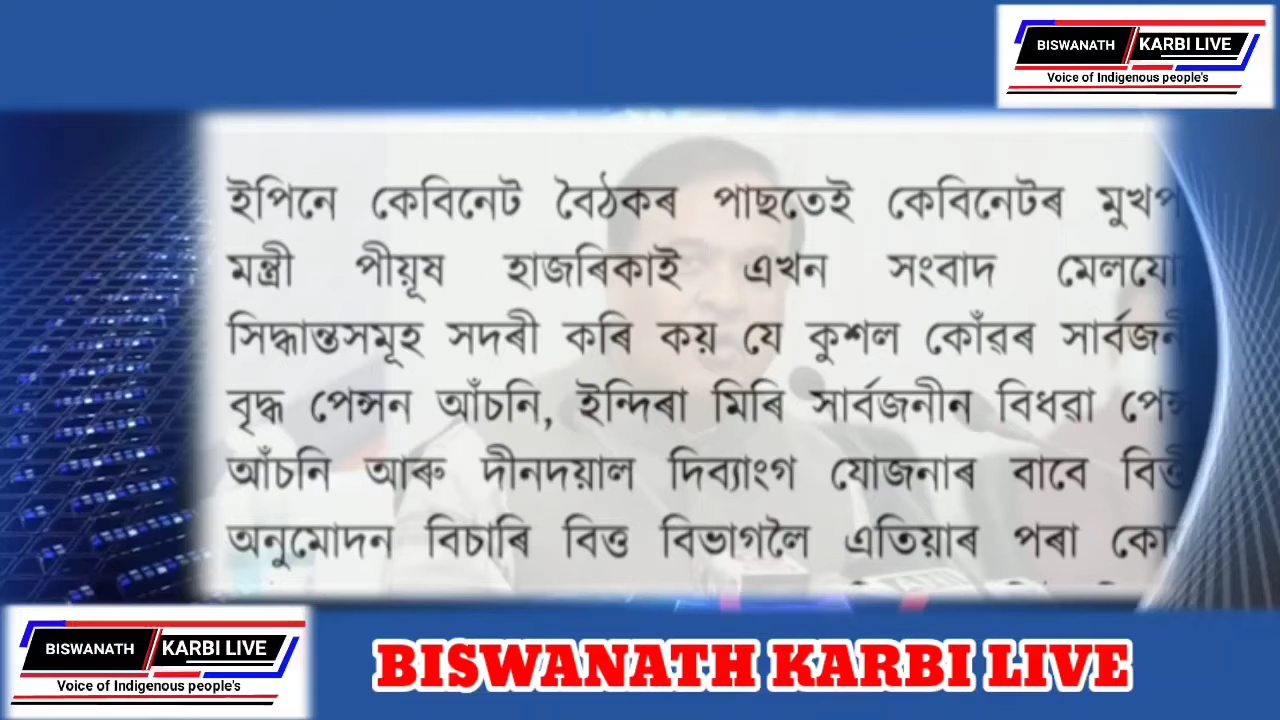 BISWANATH KARBI LIVE
Voice of Indigenous people's
ইপিনে কেবিনেট বৈঠকৰ পাছতেই কেবিনেটৰ মুখপ
মন্ত্ৰী পীয়ূষ হাজৰিকাই এখন সংবাদ মেলযো
সিদ্ধান্তসমূহ সদৰী কৰি কয় যে কুশল কোঁৱৰ সাৰ্বজনী
বৃদ্ধ পেন্সন আঁচনি, ইন্দিৰা মিৰি সাৰ্বজনীন বিধৱা পেন্স
আঁচনি আৰু দীনদয়াল দিব্যাংগ যোজনাৰ বাবে বিত্তী
অনুমোদন বিচাৰি বিত্ত বিভাগলৈ এতিয়াৰ পৰা কো
BISWANATH KARBI LIVE
Voice of Indigenous people's
BISWANATH KARBI LIVE